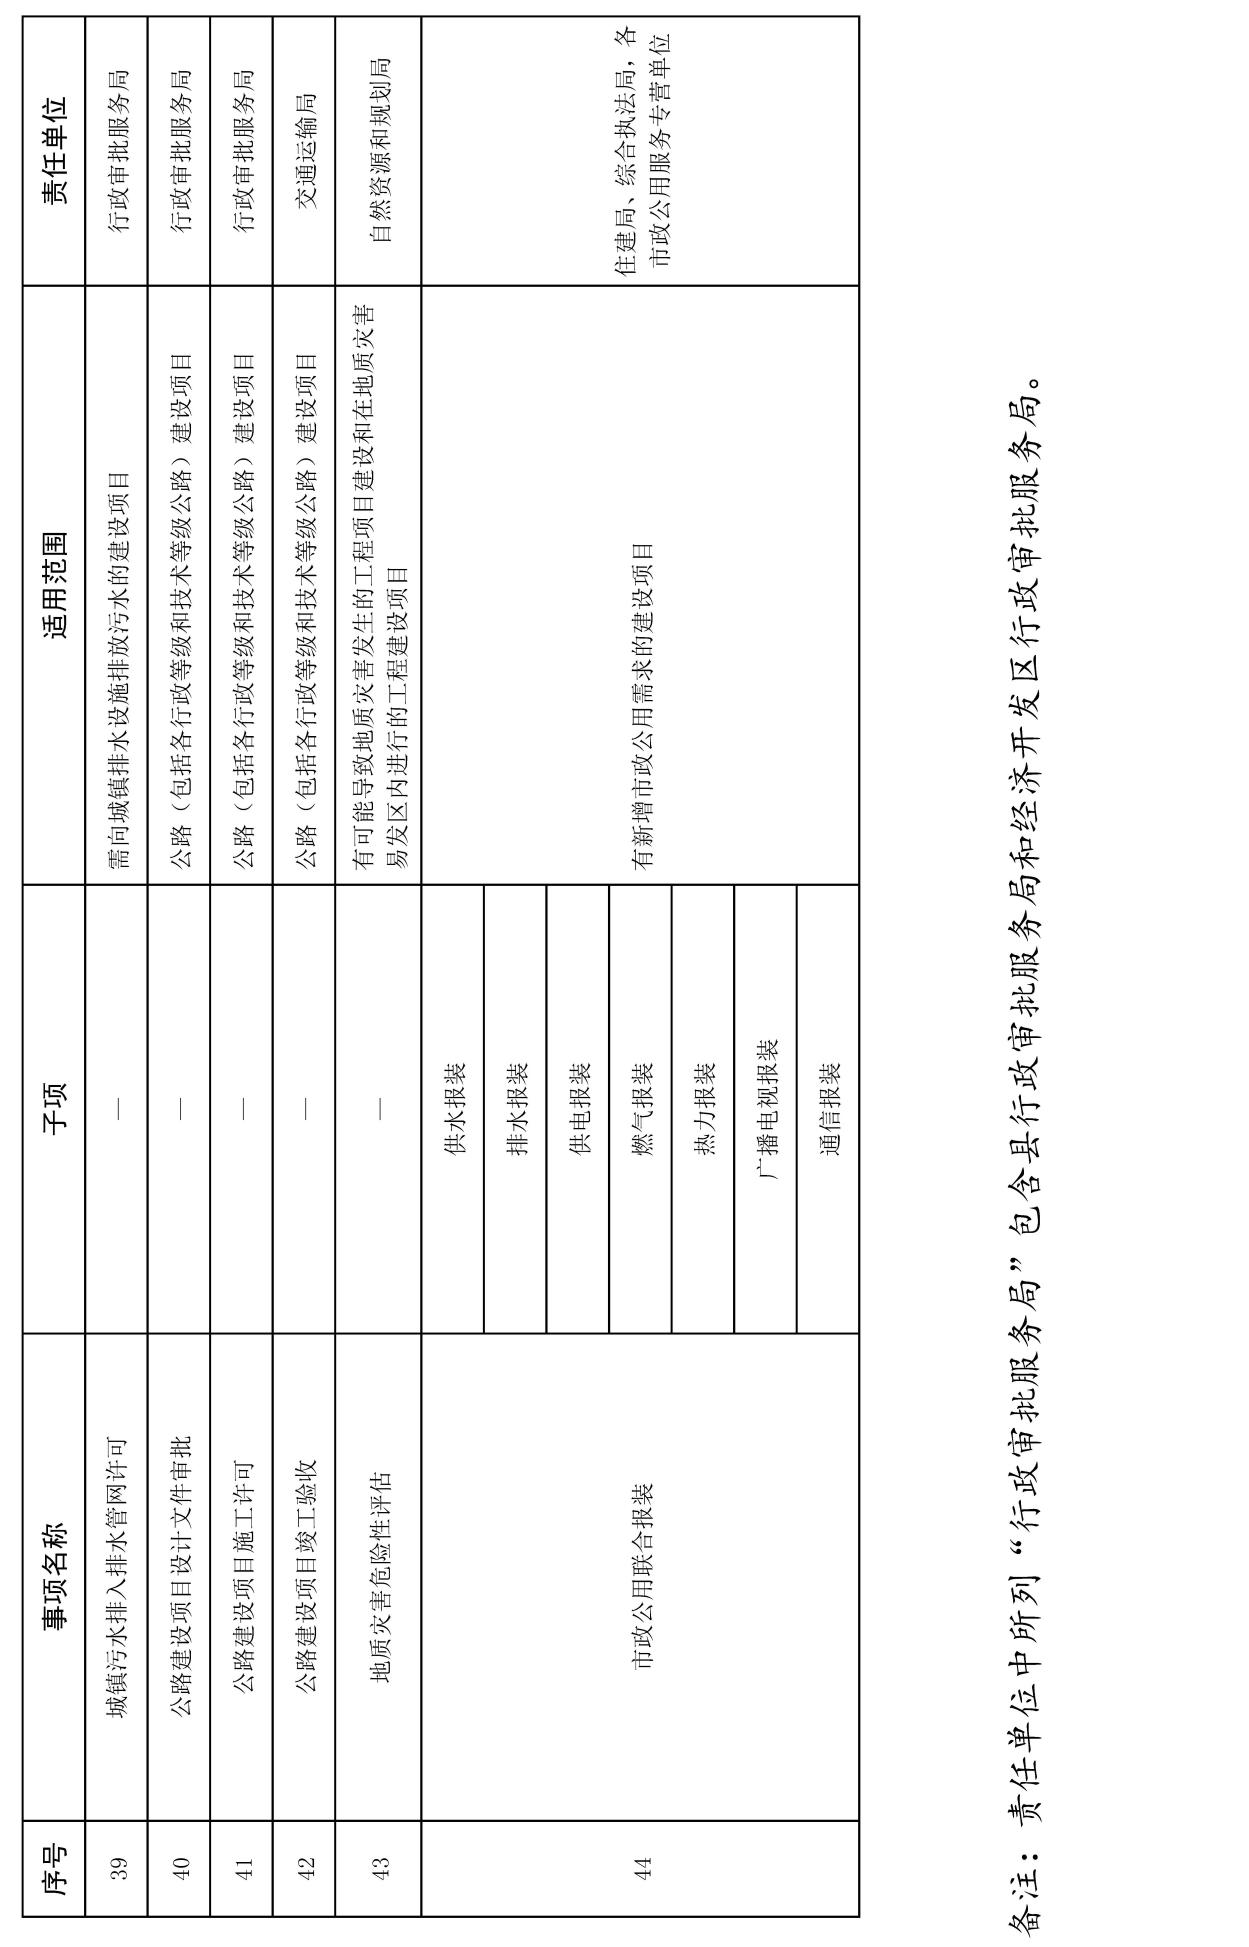 序号 事项名称 子项 适用范围 责任单位
39 城镇污水排入排水管网许可 — 需向城镇排水设施排放污水的建设项目 行政审批服务局
40 公路建设项目设计文件审批 — 公路（包括各行政等级和技术等级公路）建设项目 行政审批服务局
41 公路建设项目施工许可 — 公路（包括各行政等级和技术等级公路）建设项目 行政审批服务局
42 公路建设项目竣工验收 — 公路（包括各行政等级和技术等级公路）建设项目 交通运输局
43 地质灾害危险性评估 — 有可能导致地质灾害发生的工程项目建设和在地质灾害
易发区内进行的工程建设项目
自然资源和规划局
44 市政公用联合报装
供水报装
排水报装
供电报装
燃气报装
热力报装
广播电视报装
通信报装
有新增市政公用需求的建设项目
住建局、综合执法局，各
市政公用服务专营单位
备注：责任单位中所列“行政审批服务局”包含县行政审批服务局和经济开发区行政审批服务局。